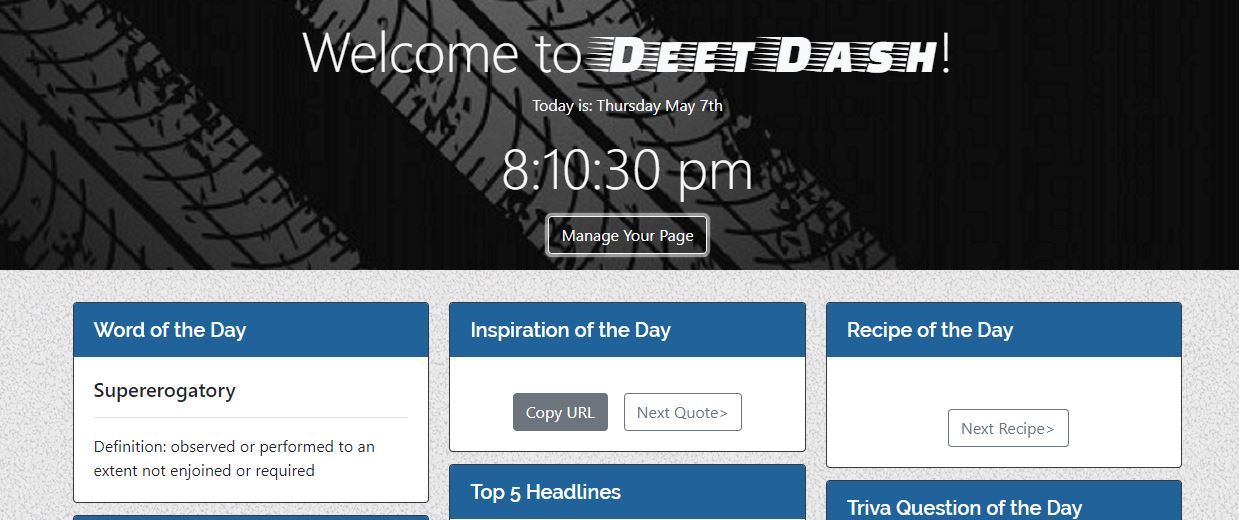 Welcome to DEET DASH!
Today is: Thursday May 7th
8:10:30 pm
Manage Your Page
Word of the Day
Supererogatory
Definition: observed or performed to an
extent not enjoined or required
Inspiration of the Day
Copy URL
Next Quote>
Top 5 Headlines
Recipe of the Day
Next Recipe>
Triva Question of the Day